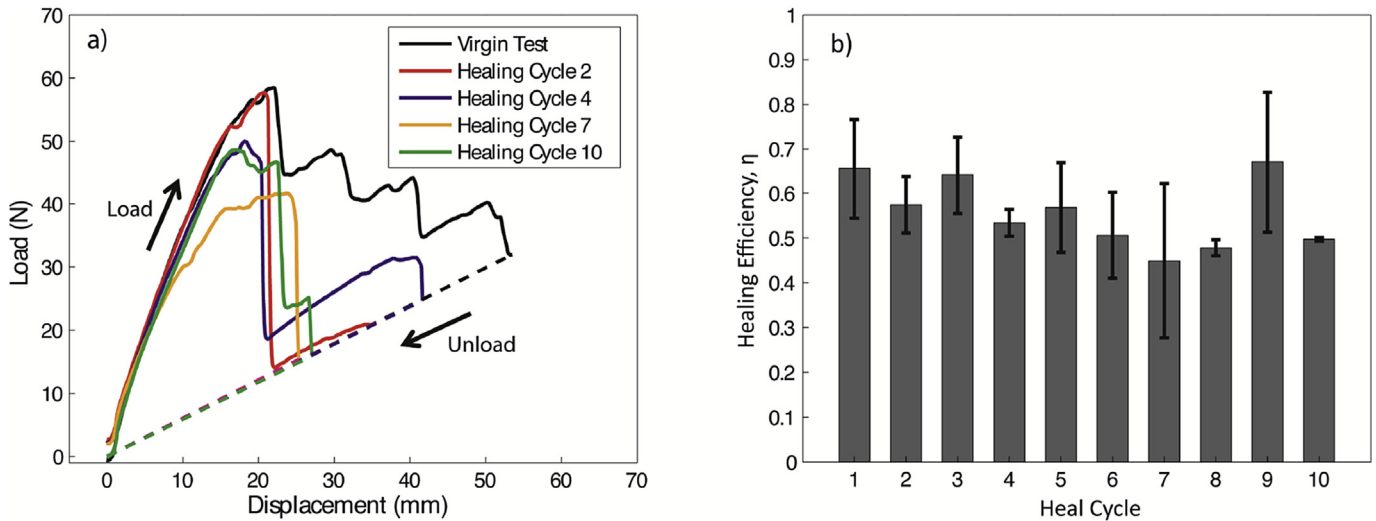 a)
Virgin Test
Healing Cycle 2
Healing Cycle 4
Healing Cycle 7
Healing Cycle 10
Load
Unload
70
60
50
40
30
20
10
0
Load (N)
0 10 20 30 40 50 60 70
Displacement (mm)
b)
1
0.9
0.8
0.7
0.6
0.5
0.4
0.3
0.2
0.1
0
Healing Efficiency, η
1 2 3 4 5 6 7 8 9 10
Heal Cycle